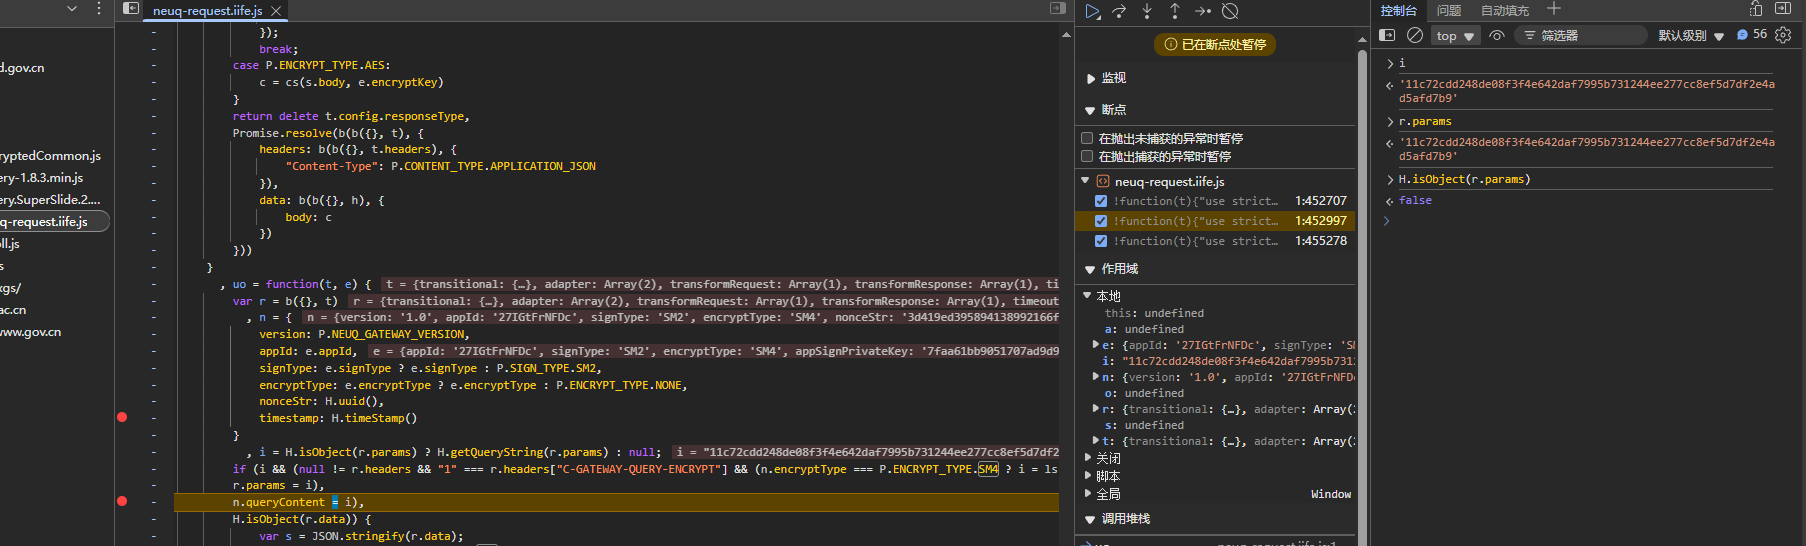 d.gov.cn
ryptedCommon.js
ery-1.8.3.min.js
ery.SuperSlide.2....
q-request.iife.js
ll.js
s
xgs/
ac.cn
www.gov.cn
neuq-request.iife.js
});
break;
case P.ENCRYPT_TYPE.AES:
c = cs(s.body, e.encryptKey)
}
return delete t.config.responseType,
Promise.resolve(b(b({}, t), {
headers: b(b({}, t.headers), {
"Content-Type": P.CONTENT_TYPE.APPLICATION_JSON
}),
data: b(b({}, h), {
body: c
})
}))
}
, uo = function(t, e) { t = {transitional: {…}, adapter: Array(2), transformRequest: Array(1), transformResponse: Array(1), ti
var r = b({}, t) r = {transitional: {…}, adapter: Array(2), transformRequest: Array(1), transformResponse: Array(1), timeout
, n = { n = {version: '1.0', appId: '27IGtFrNFDc', signType: 'SM2', encryptType: 'SM4', nonceStr: '3d419ed395894138992166f
version: P.NEUQ_GATEWAY_VERSION,
appId: e.appId, e = {appId: '27IGtFrNFDc', signType: 'SM2', encryptType: 'SM4', appSignPrivateKey: '7faa61bb9051707ad9d9
signType: e.signType ? e.signType : P.SIGN_TYPE.SM2,
encryptType: e.encryptType ? e.encryptType : P.ENCRYPT_TYPE.NONE,
nonceStr: H.uuid(),
timestamp: H.timeStamp()
}
, i = H.isObject(r.params) ? H.getQueryString(r.params) : null; i = "11c72cdd248de08f3f4e642daf7995b731244ee277cc8ef5d7df2
if (i && (null != r.headers && "1" === r.headers["C-GATEWAY-QUERY-ENCRYPT"] && (n.encryptType === P.ENCRYPT_TYPE.SM4 ? i = ls
r.params = i),
n.queryContent = i),
H.isObject(r.data)) {
var s = JSON.stringify(r.data);
已在断点处暂停
监视
断点
在抛出未捕获的异常时暂停
在抛出捕获的异常时暂停
neuq-request.iife.js
!function(t){"use strict… 1:452707
!function(t){"use strict… 1:452997
!function(t){"use strict… 1:455278
作用域
本地
this: undefined
a: undefined
e: {appId: '27IGtFrNFDc', signType: 'SM
i: "11c72cdd248de08f3f4e642daf7995b7312
n: {version: '1.0', appId: '27IGtFrNFDc
o: undefined
r: {transitional: {…}, adapter: Array(2
s: undefined
t: {transitional: {…}, adapter: Array(2
关闭
脚本
全局 Window
调用堆栈
控制台 问题 自动填充
top 筛选器 默认级别 56
i
'11c72cdd248de08f3f4e642daf7995b731244ee277cc8ef5d7df2e4a
d5afd7b9'
r.params
'11c72cdd248de08f3f4e642daf7995b731244ee277cc8ef5d7df2e4a
d5afd7b9'
H.isObject(r.params)
false